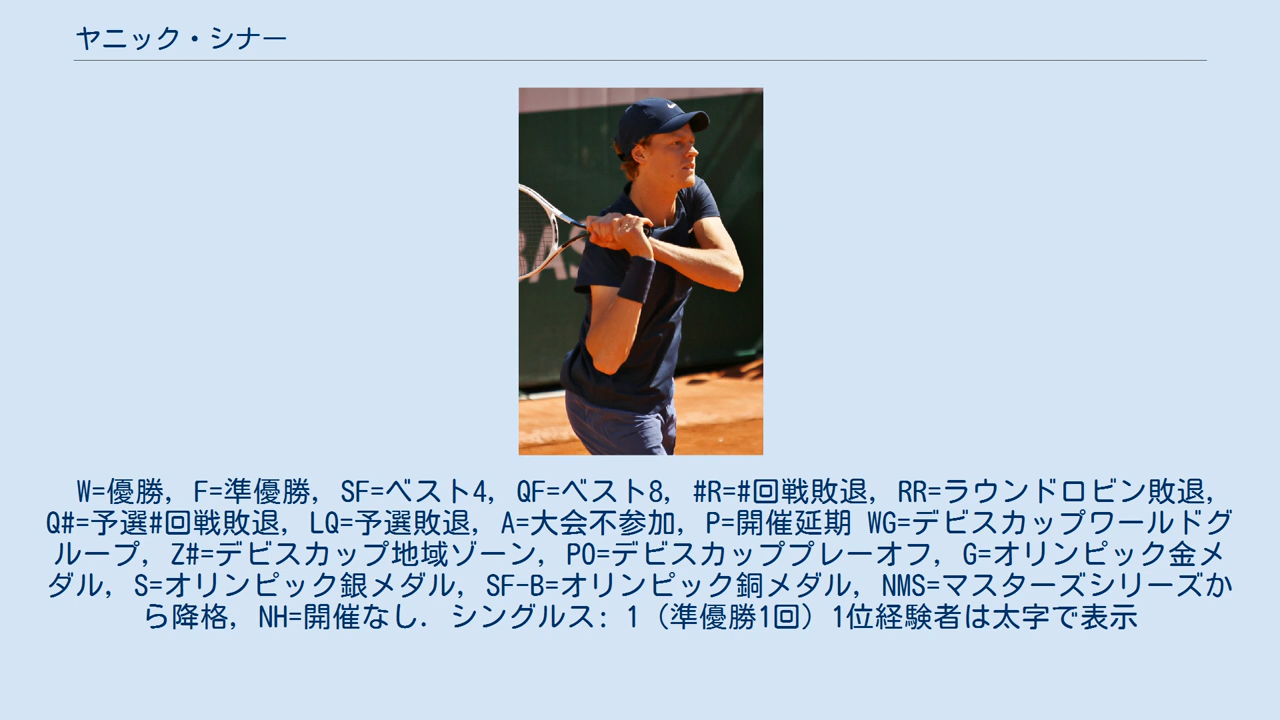 ヤニック・シナー
W=優勝, F=準優勝, SF=ベスト4, QF=ベスト8, #R=#回戦敗退, RR=ラウンドロビン敗退,
Q#=予選#回戦敗退, LQ=予選敗退, A=大会不参加, P=開催延期 WG=デビスカップワールドグ
ループ, Z#=デビスカップ地域ゾーン, PO=デビスカッププレーオフ, G=オリンピック金メ
ダル, S=オリンピック銀メダル, SF-B=オリンピック銅メダル, NMS=マスターズシリーズか
ら降格, NH=開催なし. シングルス: 1 (準優勝1回) 1位経験者は太字で表示